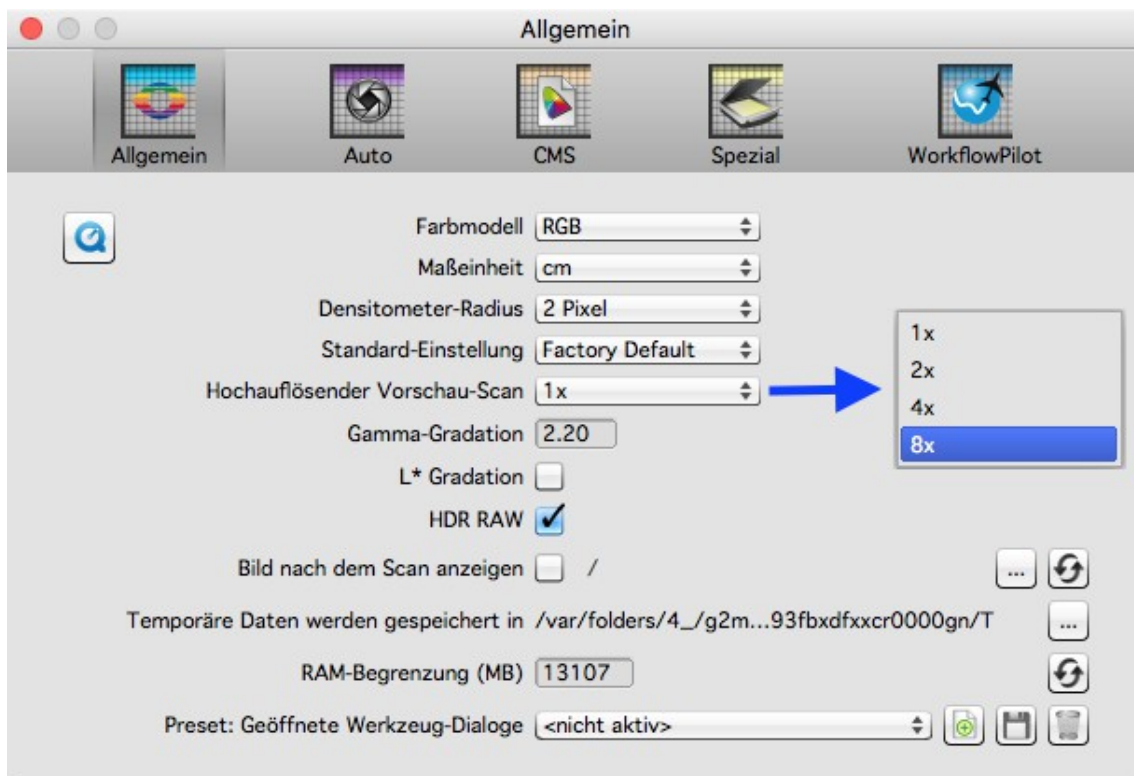 Allgemein
Allgemein Auto CMS Spezial WorkflowPilot
Farbmodell RGB
Maßeinheit cm
Densitometer-Radius 2 Pixel
Standard-Einstellung Factory Default
Hochauflösender Vorschau-Scan 1x
1x
2x
4x
8x
Gamma-Gradation 2.20
L* Gradation
HDR RAW
Bild nach dem Scan anzeigen / ...
Temporäre Daten werden gespeichert in /var/folders/4_/g2m...93fbxdfxxcr0000gn/T ...
RAM-Begrenzung (MB) 13107
Preset: Geöffnete Werkzeug-Dialoge <nicht aktiv>